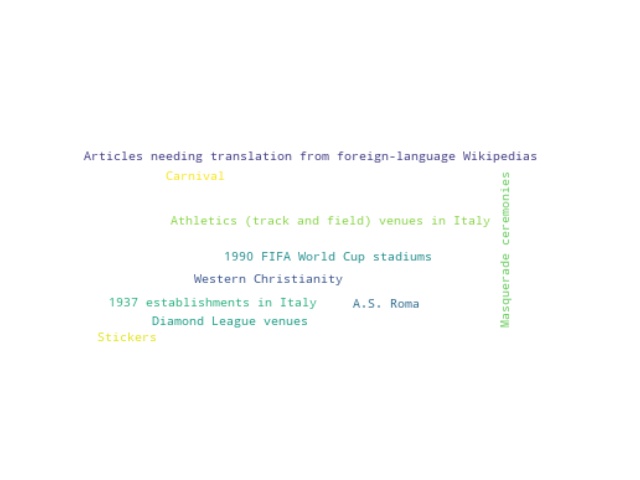 Articles needing translation from foreign-language Wikipedias
Carnival
Masquerade ceremonies
Athletics (track and field) venues in Italy
1990 FIFA World Cup stadiums
Western Christianity
1937 establishments in Italy
A.S. Roma
Diamond League venues
Stickers